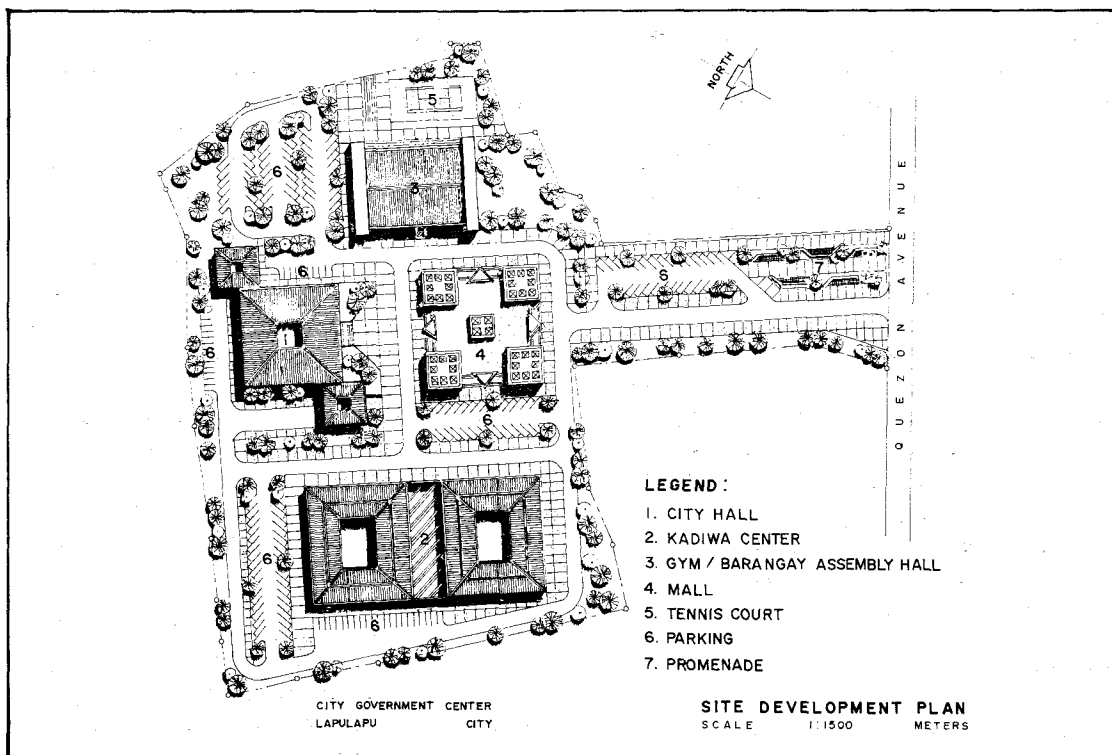 NORTH
5
6
3
6
7
6
QUEZON AVENUE
1
6
4
6
2
6
6
LEGEND:
1. CITY HALL
2. KADIWA CENTER
3. GYM / BARANGAY ASSEMBLY HALL
4. MALL
5. TENNIS COURT
6. PARKING
7. PROMENADE
CITY GOVERNMENT CENTER
LAPULAPU CITY
SITE DEVELOPMENT PLAN
SCALE 1:1500 METERS